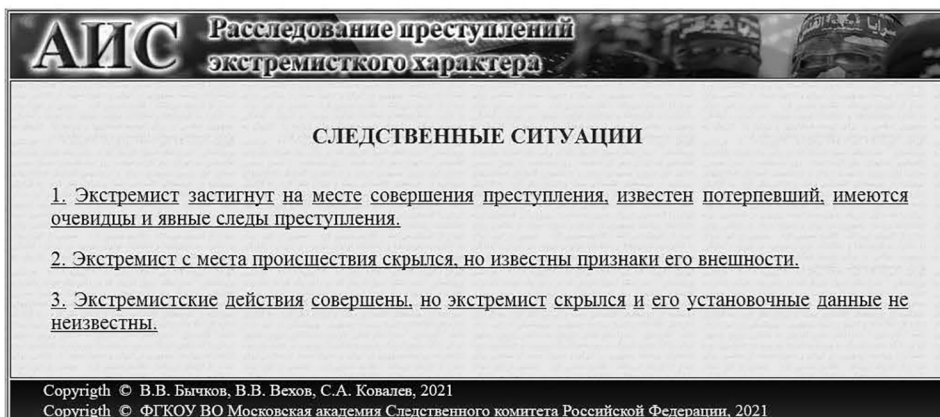 АИС
Расследование преступлений
экстремисткого характера
СЛЕДСТВЕННЫЕ СИТУАЦИИ
1. Экстремист застигнут на месте совершения преступления, известен потерпевший, имеются
очевидцы и явные следы преступления.
2. Экстремист с места происшествия скрылся, но известны признаки его внешности.
3. Экстремистские действия совершены, но экстремист скрылся и его установочные данные не
неизвестны.
Copyrigth © В.В. Бычков, В.В. Вехов, С.А. Ковалев, 2021
Copyrigth © ФГКОУ ВО Московская академия Следственного комитета Российской Федерации, 2021